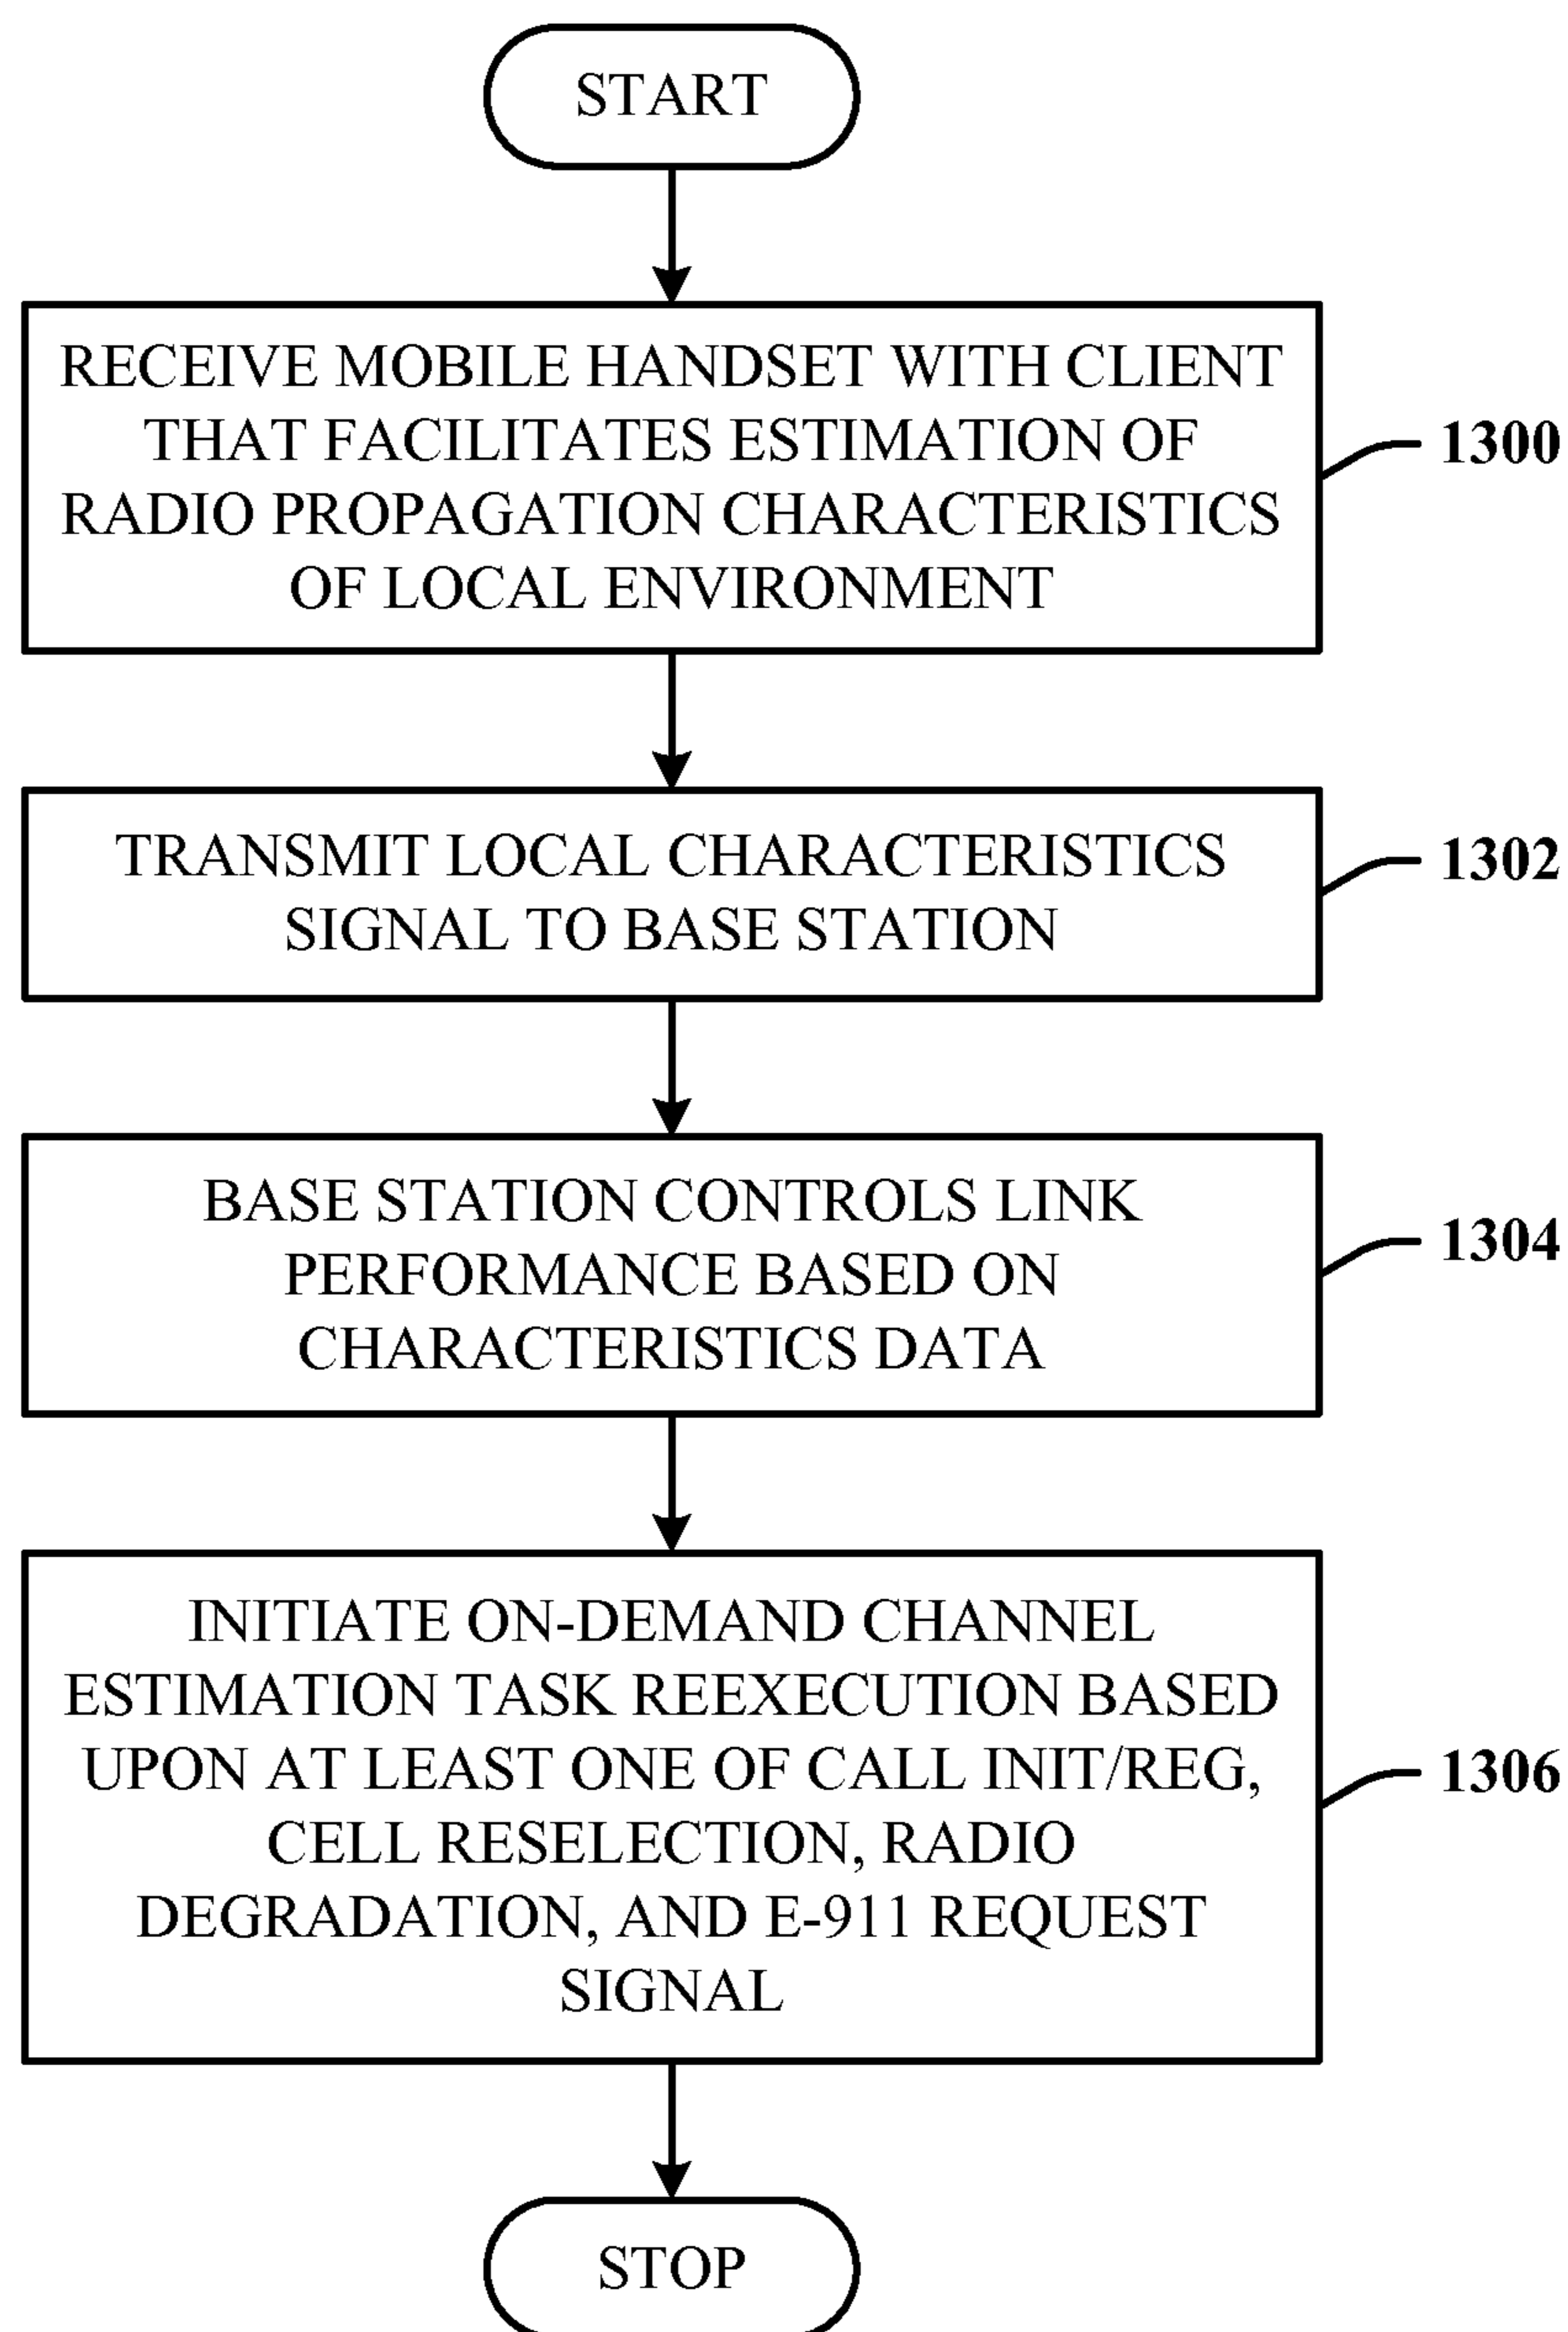 START
RECEIVE MOBILE HANDSET WITH CLIENT
THAT FACILITATES ESTIMATION OF
RADIO PROPAGATION CHARACTERISTICS
OF LOCAL ENVIRONMENT
1300
TRANSMIT LOCAL CHARACTERISTICS
SIGNAL TO BASE STATION
1302
BASE STATION CONTROLS LINK
PERFORMANCE BASED ON
CHARACTERISTICS DATA
1304
INITIATE ON-DEMAND CHANNEL
ESTIMATION TASK REEXECUTION BASED
UPON AT LEAST ONE OF CALL INIT/REG,
CELL RESELECTION, RADIO
DEGRADATION, AND E-911 REQUEST
SIGNAL
1306
STOP